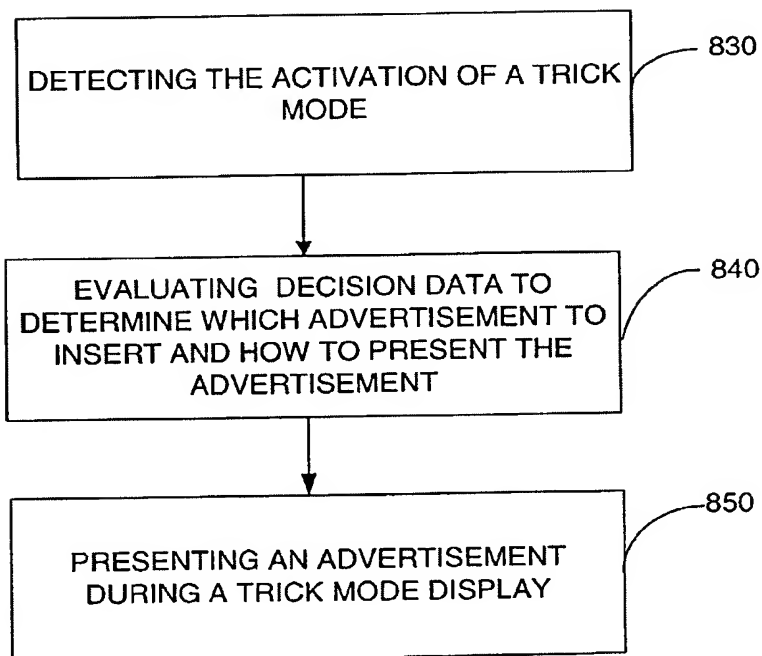 DETECTING THE ACTIVATION OF A TRICK
MODE
830
EVALUATING DECISION DATA TO
DETERMINE WHICH ADVERTISEMENT TO
INSERT AND HOW TO PRESENT THE
ADVERTISEMENT
840
PRESENTING AN ADVERTISEMENT
DURING A TRICK MODE DISPLAY
850